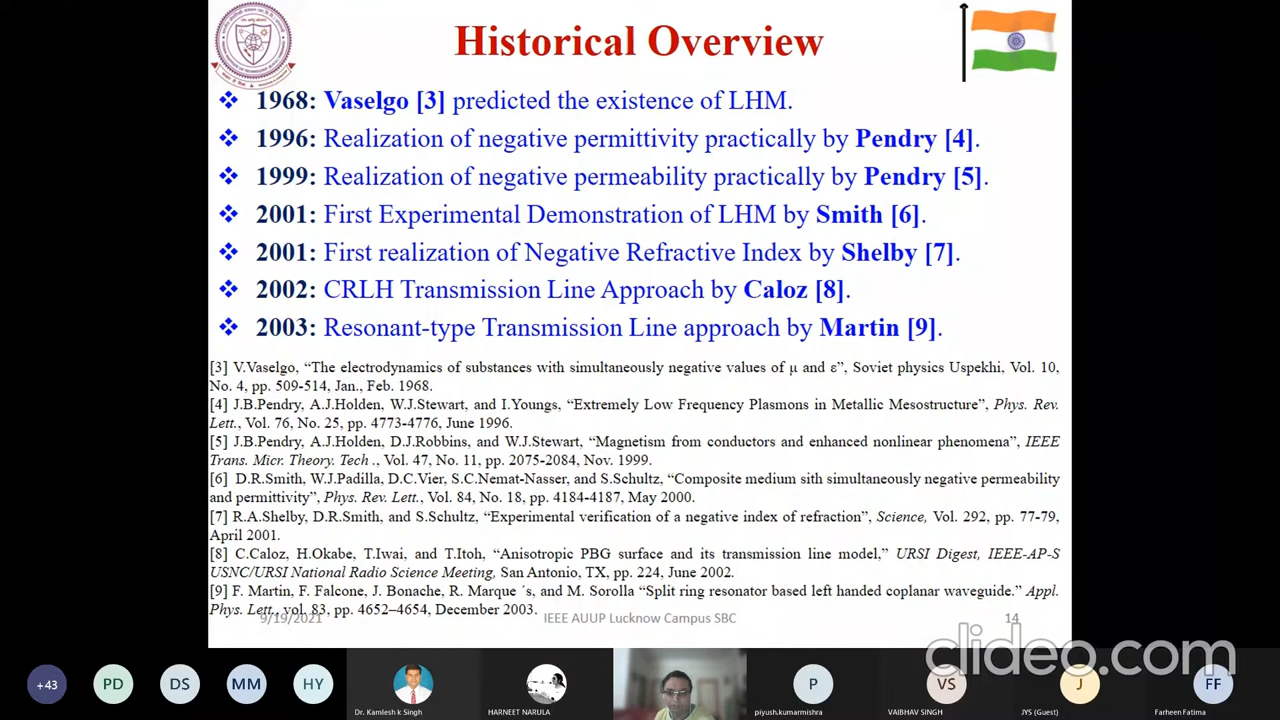 Historical Overview
❖ 1968: Vaselgo [3] predicted the existence of LHM.
❖ 1996: Realization of negative permittivity practically by Pendry [4].
❖ 1999: Realization of negative permeability practically by Pendry [5].
❖ 2001: First Experimental Demonstration of LHM by Smith [6].
❖ 2001: First realization of Negative Refractive Index by Shelby [7].
❖ 2002: CRLH Transmission Line Approach by Caloz [8].
❖ 2003: Resonant-type Transmission Line approach by Martin [9].
[3] V.Vaselgo, “The electrodynamics of substances with simultaneously negative values of μ and ε”, Soviet physics Uspekhi, Vol. 10,
No. 4, pp. 509-514, Jan., Feb. 1968.
[4] J.B.Pendry, A.J.Holden, W.J.Stewart, and I.Youngs, “Extremely Low Frequency Plasmons in Metallic Mesostructure”, Phys. Rev.
Lett., Vol. 76, No. 25, pp. 4773-4776, June 1996.
[5] J.B.Pendry, A.J.Holden, D.J.Robbins, and W.J.Stewart, “Magnetism from conductors and enhanced nonlinear phenomena”, IEEE
Trans. Micr. Theory. Tech ., Vol. 47, No. 11, pp. 2075-2084, Nov. 1999.
[6] D.R.Smith, W.J.Padilla, D.C.Vier, S.C.Nemat-Nasser, and S.Schultz, “Composite medium sith simultaneously negative permeability
and permittivity”, Phys. Rev. Lett., Vol. 84, No. 18, pp. 4184-4187, May 2000.
[7] R.A.Shelby, D.R.Smith, and S.Schultz, “Experimental verification of a negative index of refraction”, Science, Vol. 292, pp. 77-79,
April 2001.
[8] C.Caloz, H.Okabe, T.Iwai, and T.Itoh, “Anisotropic PBG surface and its transmission line model,” URSI Digest, IEEE-AP-S
USNC/URSI National Radio Science Meeting, San Antonio, TX, pp. 224, June 2002.
[9] F. Martin, F. Falcone, J. Bonache, R. Marque ´s, and M. Sorolla “Split ring resonator based left handed coplanar waveguide.” Appl.
Phys. Lett., vol. 83, pp. 4652–4654, December 2003.
9/19/2021 IEEE AUUP Lucknow Campus SBC 14
clideo.com
+43 PD DS MM HY P VS J FF
Dr. Kamlesh k Singh HARNEET NARULA piyush.kumarmishra VAIBHAV SINGH JYS (Guest) Farheen Fatima